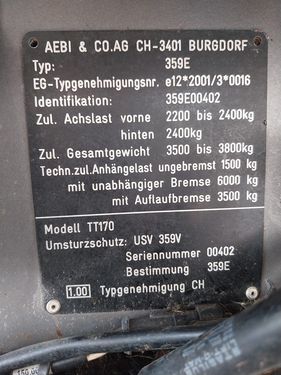 AEBI & CO.AG CH-3401 BURGDORF
Typ: 359E
EG-Typgenehmigungsnr. e12*2001/3*0016
Identifikation: 359E00402
Zul. Achslast vorne 2200 bis 2400kg
hinten 2400kg
Zul. Gesamtgewicht 3500 bis 3800kg
Techn.zul.Anhängelast ungebremst 1500 kg
mit unabhängiger Bremse 6000 kg
mit Auflaufbremse 3500 kg
Modell TT170
Umsturzschutz: USV 359V
Seriennummer 00402
Bestimmung 359E
1.00 Typgenehmigung CH